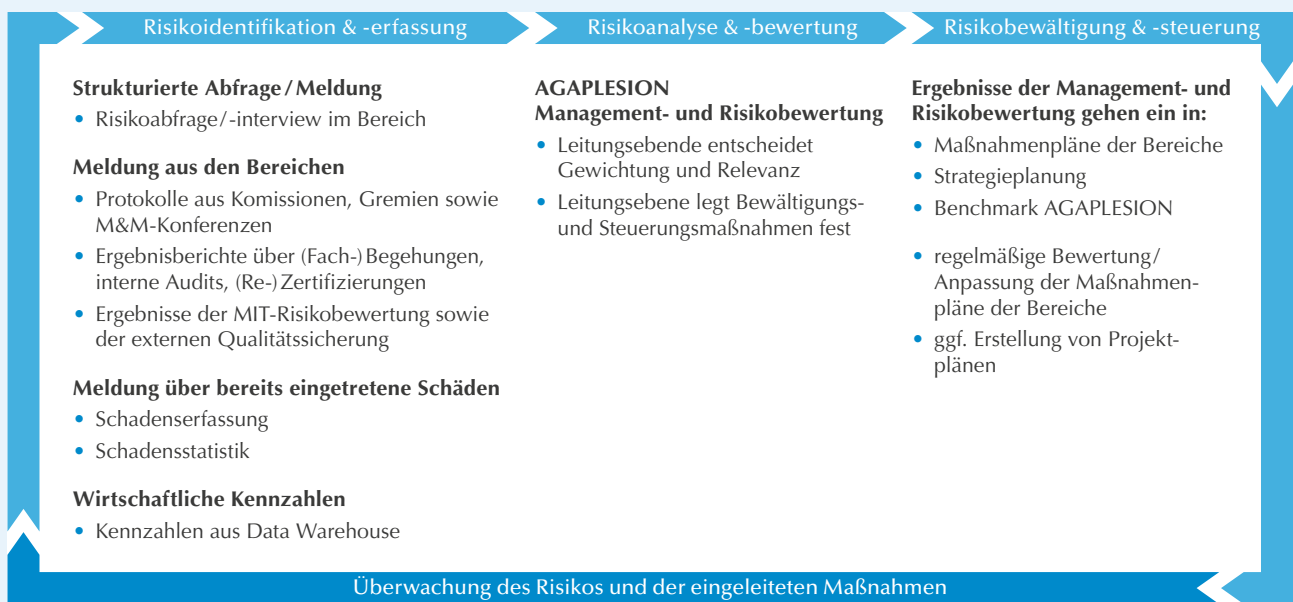 Risikoidentifikation & -erfassung
Risikoanalyse & -bewertung
Risikobewältigung & -steuerung
Strukturierte Abfrage/Meldung
• Risikoabfrage/-interview im Bereich
Meldung aus den Bereichen
• Protokolle aus Komissionen, Gremien sowie
M&M-Konferenzen
• Ergebnisberichte über (Fach-)Begehungen,
interne Audits, (Re-)Zertifizierungen
• Ergebnisse der MIT-Risikobewertung sowie
der externen Qualitätssicherung
Meldung über bereits eingetretene Schäden
• Schadenserfassung
• Schadensstatistik
Wirtschaftliche Kennzahlen
• Kennzahlen aus Data Warehouse
AGAPLESION
Management- und Risikobewertung
• Leitungsebende entscheidet
Gewichtung und Relevanz
• Leitungsebene legt Bewältigungs-
und Steuerungsmaßnahmen fest
Ergebnisse der Management- und
Risikobewertung gehen ein in:
• Maßnahmenpläne der Bereiche
• Strategieplanung
• Benchmark AGAPLESION
• regelmäßige Bewertung/
Anpassung der Maßnahmen-
pläne der Bereiche
• ggf. Erstellung von Projekt-
plänen
Überwachung des Risikos und der eingeleiteten Maßnahmen